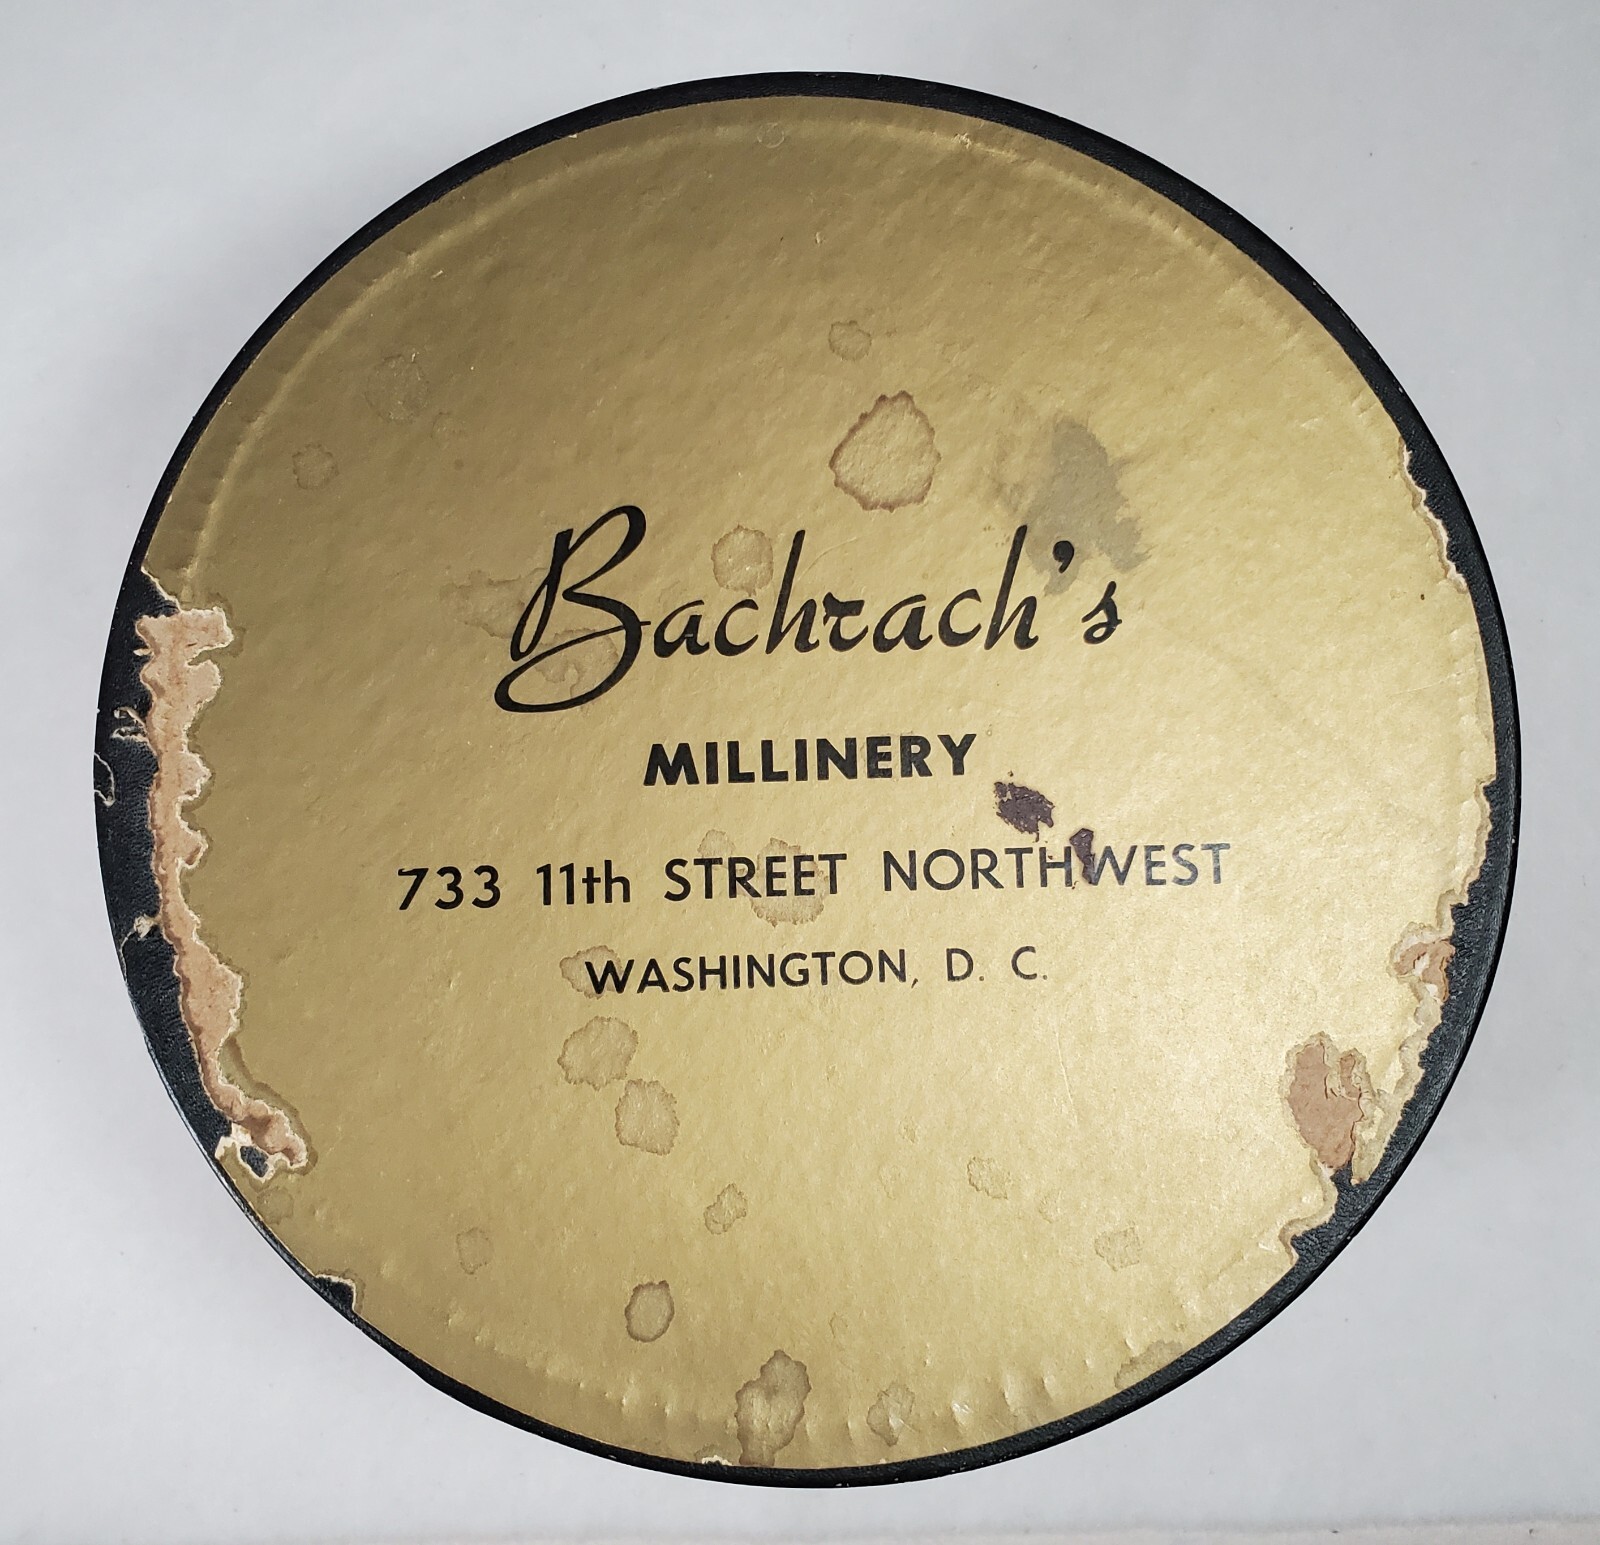 Bachrach's
MILLINERY
733 11th STREET NORTHWEST
WASHINGTON, D. C.